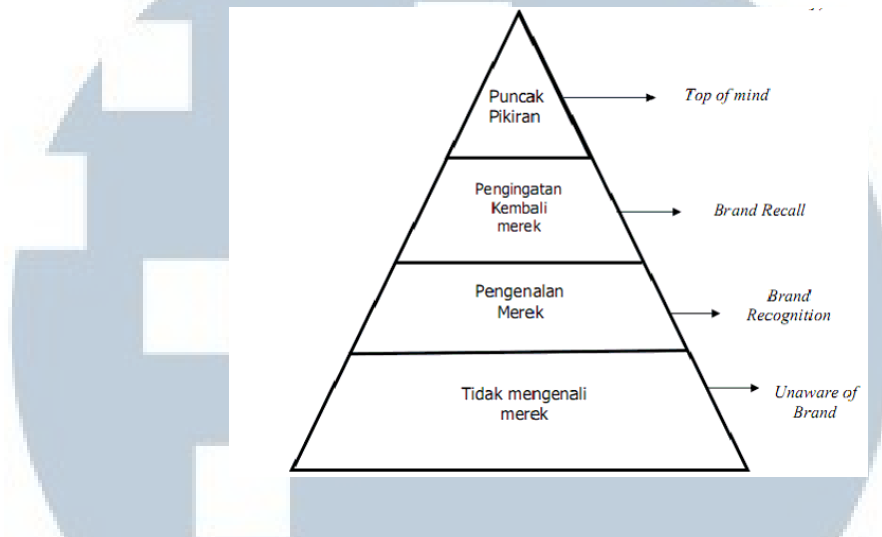 Puncak
Pikiran
Top of mind
Pengingatan
Kembali
merek
Brand Recall
Pengenalan
Merek
Brand
Recognition
Tidak mengenali
merek
Unaware of
Brand